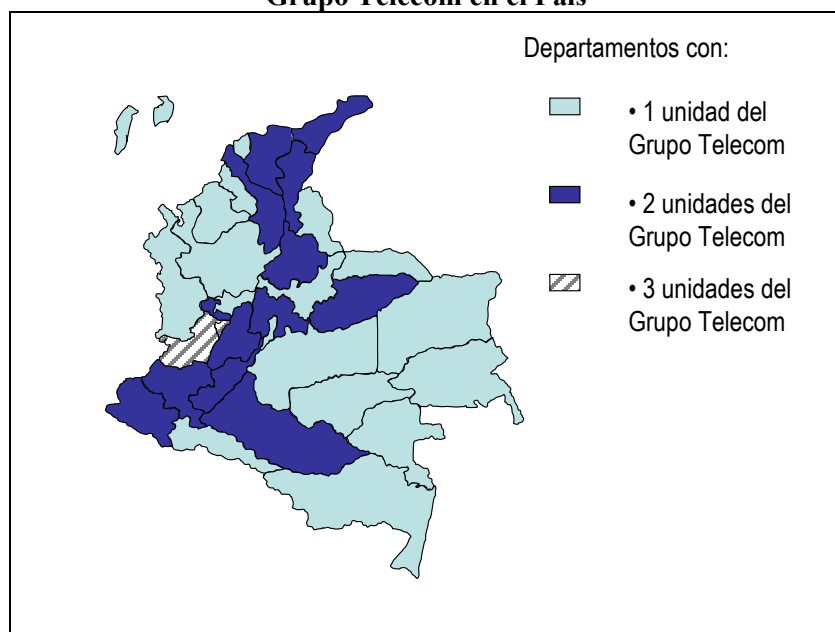 Grupo Telecom en el País
Departamentos con:
• 1 unidad del
Grupo Telecom
• 2 unidades del
Grupo Telecom
• 3 unidades del
Grupo Telecom